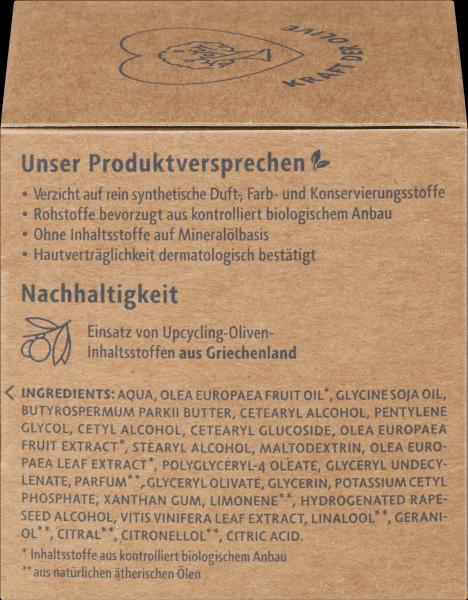 KRAFT DER OLIVE
Unser Produktversprechen
• Verzicht auf rein synthetische Duft-, Farb- und Konservierungsstoffe
• Rohstoffe bevorzugt aus kontrolliert biologischem Anbau
• Ohne Inhaltsstoffe auf Mineralölbasis
• Hautverträglichkeit dermatologisch bestätigt
Nachhaltigkeit
Einsatz von Upcycling-Oliven-
Inhaltsstoffen aus Griechenland
INGREDIENTS: AQUA, OLEA EUROPAEA FRUIT OIL*, GLYCINE SOJA OIL,
BUTYROSPERMUM PARKII BUTTER, CETEARYL ALCOHOL, PENTYLENE
GLYCOL, CETYL ALCOHOL, CETEARYL GLUCOSIDE, OLEA EUROPAEA
FRUIT EXTRACT*, STEARYL ALCOHOL, MALTODEXTRIN, OLEA EURO-
PAEA LEAF EXTRACT*, POLYGLYCERYL-4 OLEATE, GLYCERYL UNDECY-
LENATE, PARFUM**, GLYCERYL OLIVATE, GLYCERIN, POTASSIUM CETYL
PHOSPHATE, XANTHAN GUM, LIMONENE**, HYDROGENATED RAPE-
SEED ALCOHOL, VITIS VINIFERA LEAF EXTRACT, LINALOOL**, GERANI-
OL**, CITRAL**, CITRONELLOL**, CITRIC ACID.
* Inhaltsstoffe aus kontrolliert biologischem Anbau
** aus natürlichen ätherischen Ölen